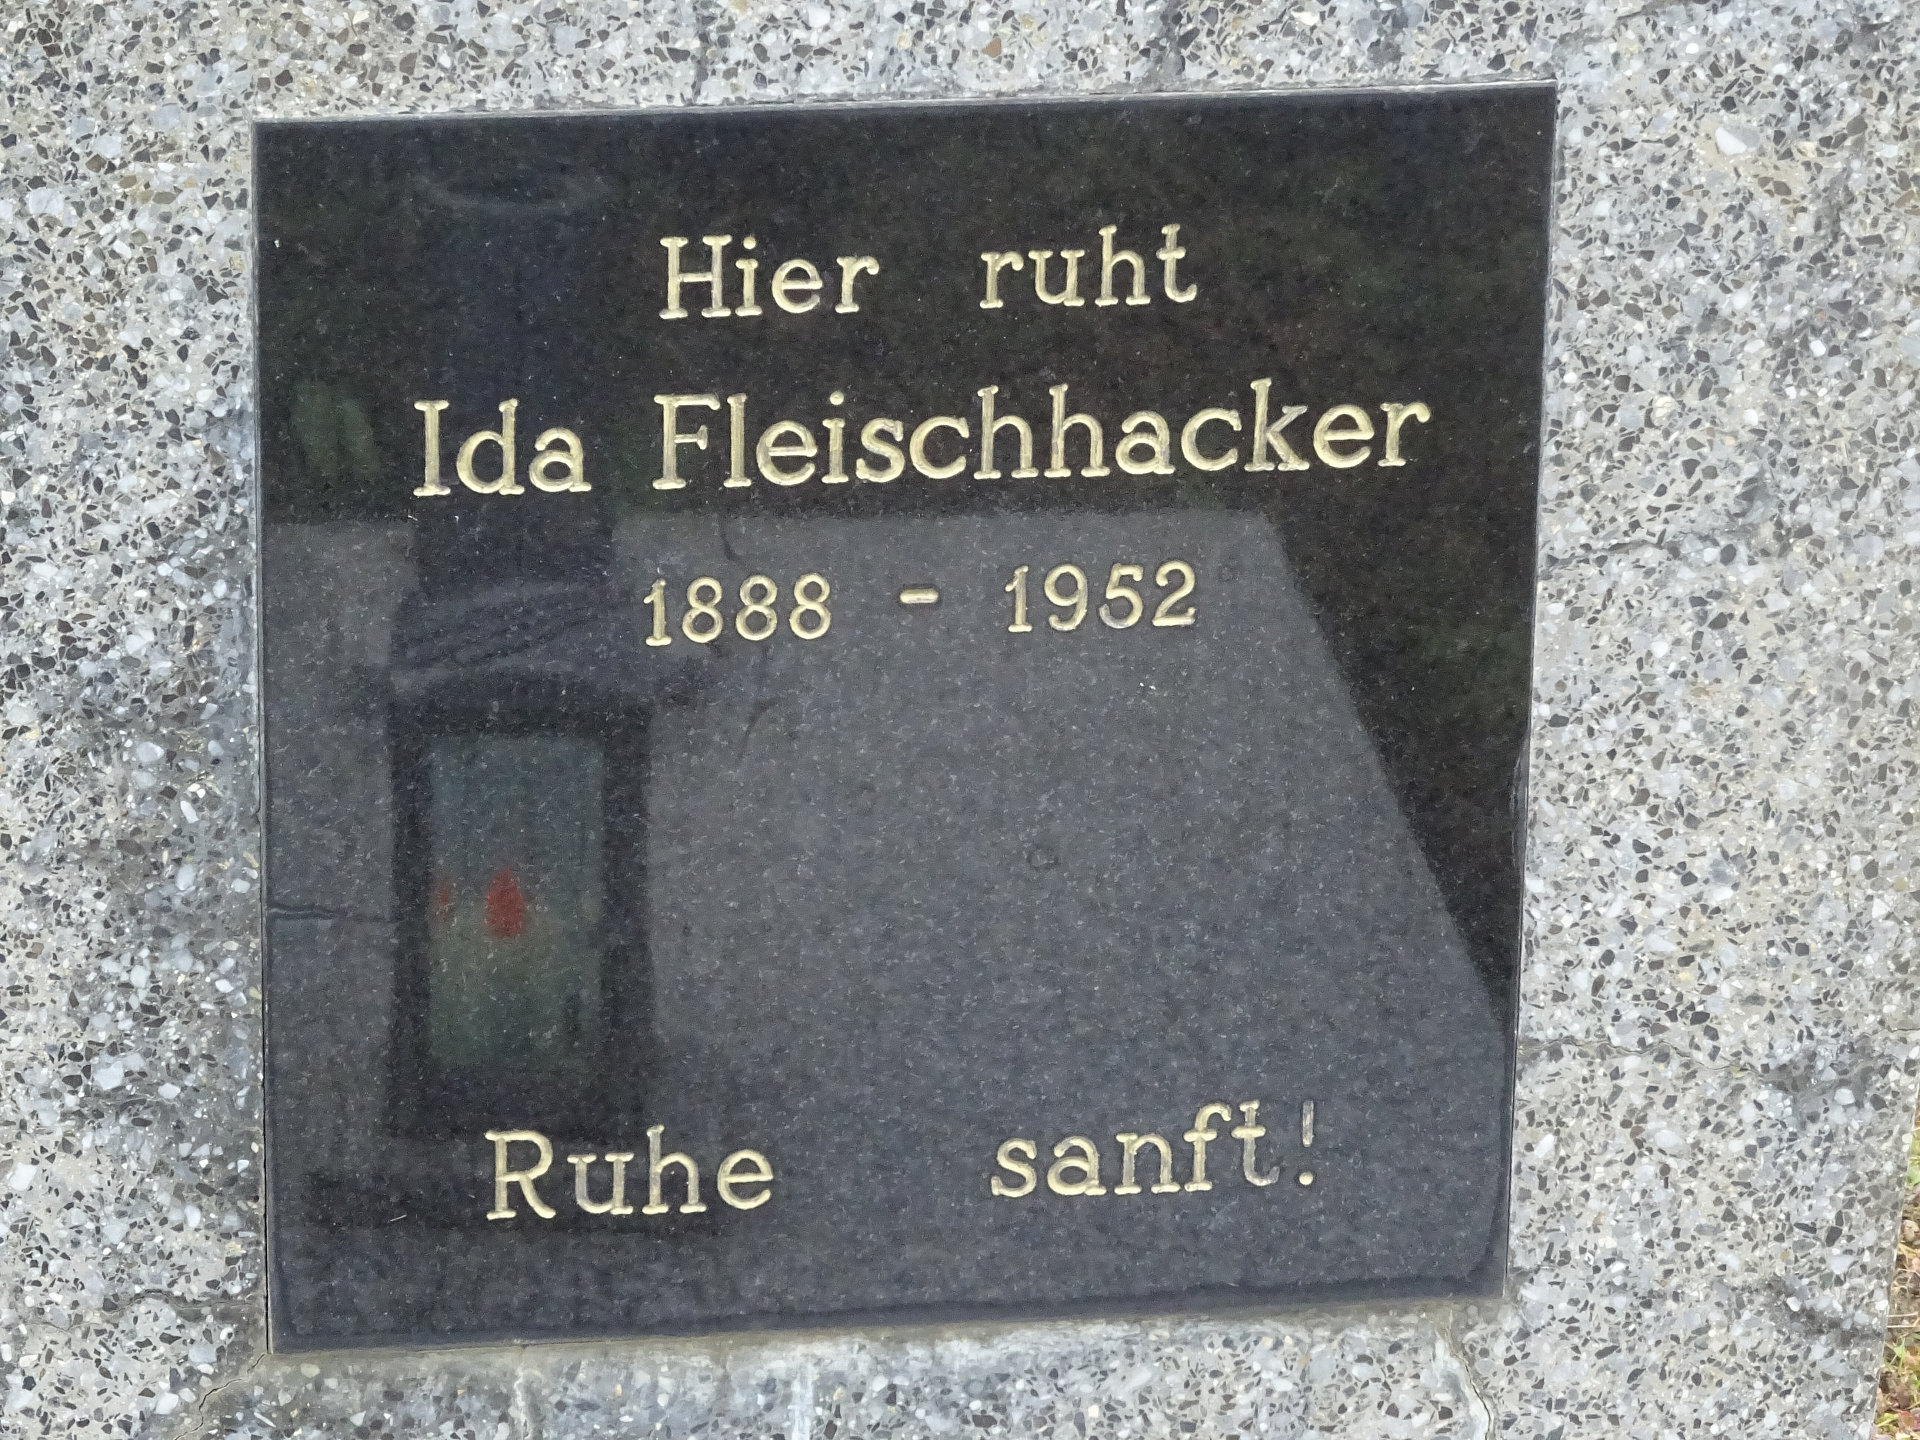 Hier ruht
Ida Fleischhacker
1888 - 1952
Ruhe sanft!